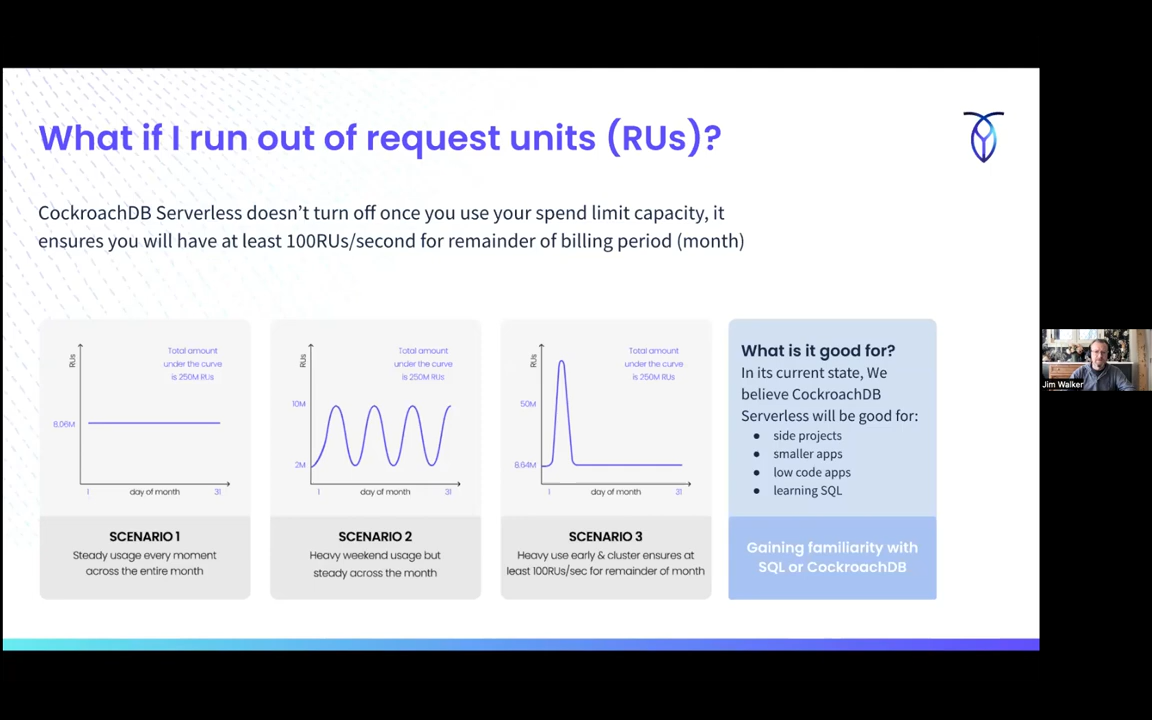 What if I run out of request units (RUs)?
CockroachDB Serverless doesn't turn off once you use your spend limit capacity, it
ensures you will have at least 100RUs/second for remainder of billing period (month)
RUs
Total amount
under the curve
is 250M RUs
8.06M
1
day of month
31
SCENARIO 1
Steady usage every moment
across the entire month
RUs
Total amount
under the curve
is 250M RUs
10M
2M
1
day of month
31
SCENARIO 2
Heavy weekend usage but
steady across the month
RUs
Total amount
under the curve
is 250M RUs
50M
8.64M
1
day of month
31
SCENARIO 3
Heavy use early & cluster ensures at
least 100RUs/sec for remainder of month
What is it good for?
In its current state, We
believe CockroachDB
Serverless will be good for:
● side projects
● smaller apps
● low code apps
● learning SQL
Gaining familiarity with
SQL or CockroachDB
Jim Walker